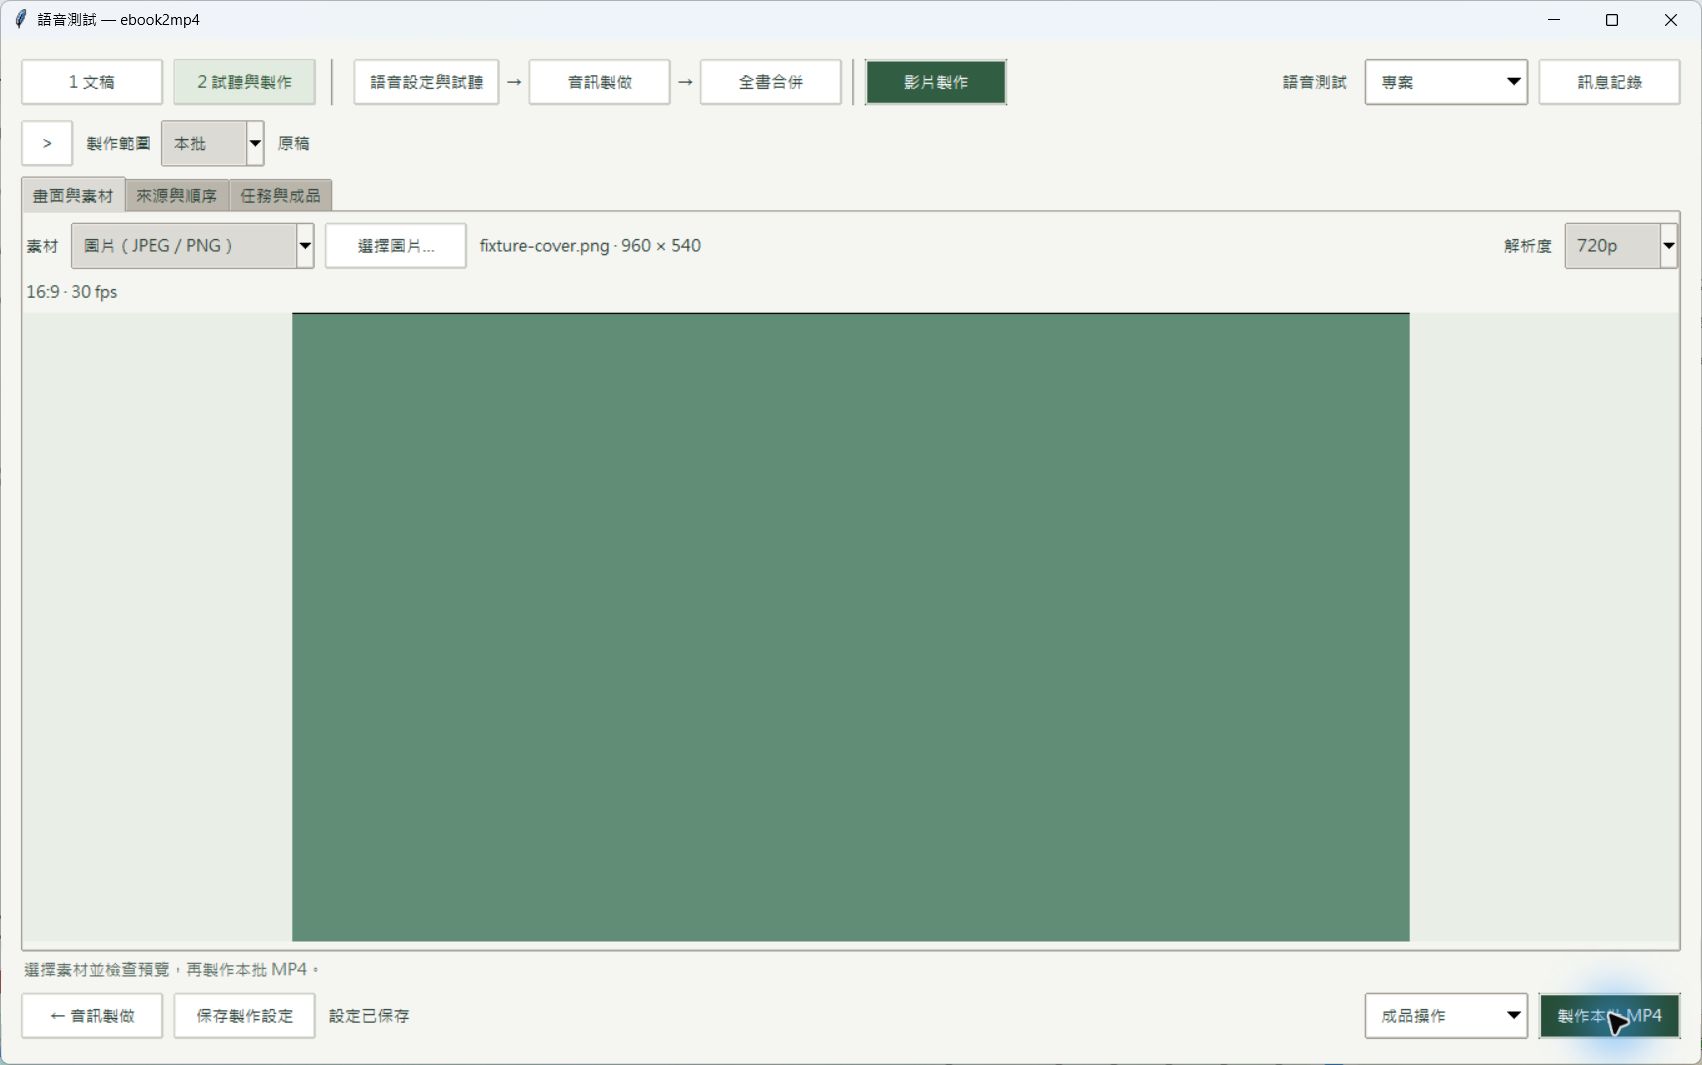 語音測試 — ebook2mp4
1 文稿 2 試聽與製作 語音設定與試聽 → 音訊製做 → 全書合併 影片製作 語音測試 專案 訊息記錄
> 製作範圍 本批 原稿
畫面與素材 來源與順序 任務與成品
素材 圖片（JPEG / PNG） 選擇圖片... fixture-cover.png · 960 × 540 解析度 720p
16:9 · 30 fps
選擇素材並檢查預覽，再製作本批 MP4。
← 音訊製做 保存製作設定 設定已保存 成品操作 製作本批 MP4